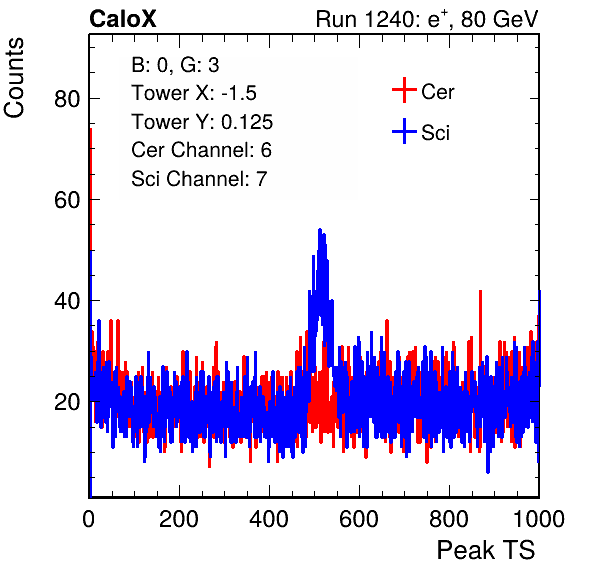 CaloX
Run 1240: e+, 80 GeV
Counts
B: 0, G: 3
Tower X: -1.5
Tower Y: 0.125
Cer Channel: 6
Sci Channel: 7
Cer
Sci
80
60
40
20
0 200 400 600 800 1000
Peak TS